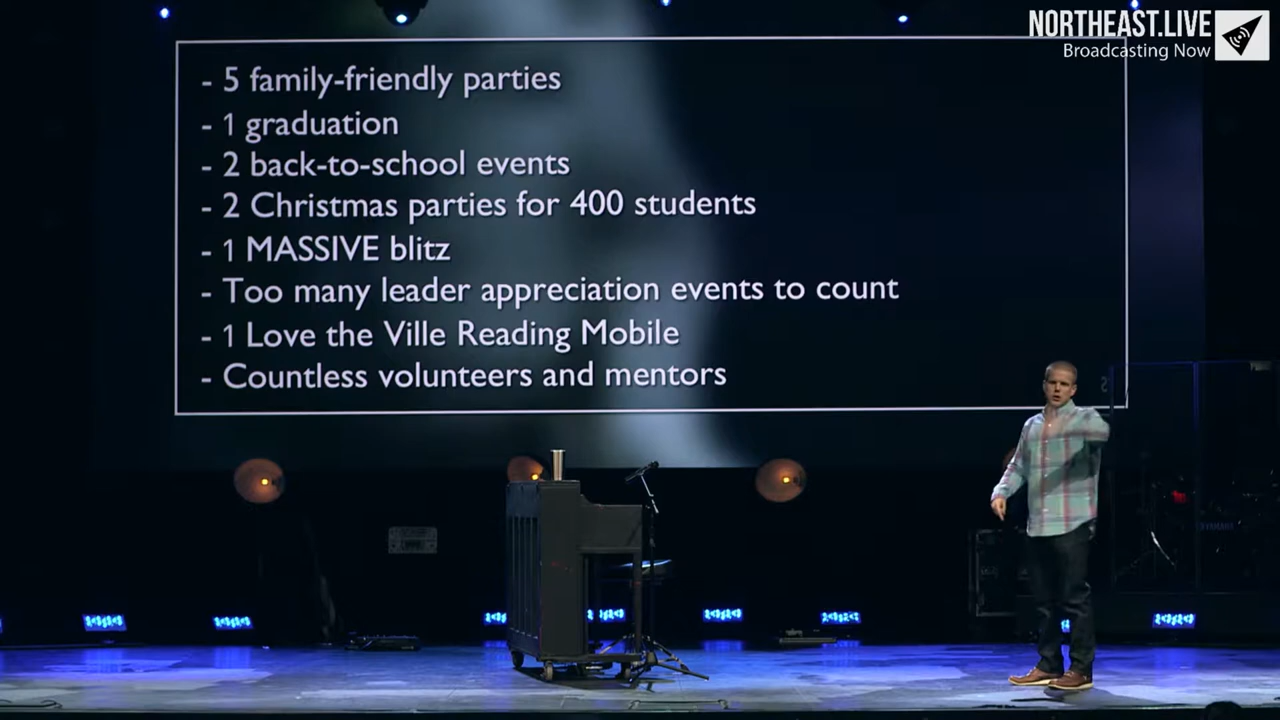 NORTHEAST.LIVE
Broadcasting Now
- 5 family-friendly parties
- 1 graduation
- 2 back-to-school events
- 2 Christmas parties for 400 students
- 1 MASSIVE blitz
- Too many leader appreciation events to count
- 1 Love the Ville Reading Mobile
- Countless volunteers and mentors
YAMAHA